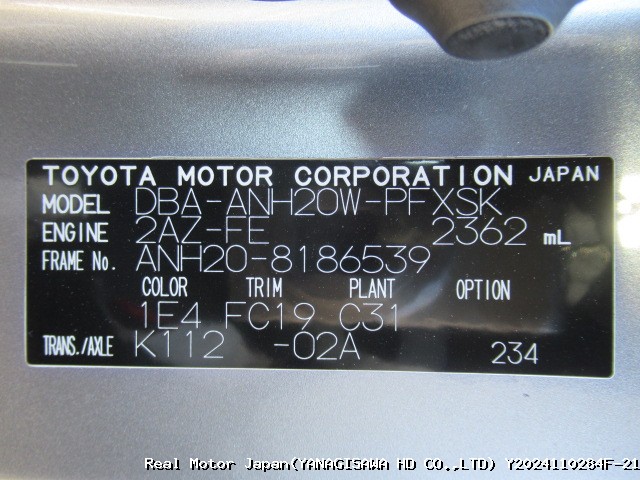 TOYOTA MOTOR CORPORATION JAPAN
MODEL DBA-ANH20W-PFXSK
ENGINE 2AZ-FE 2362 mL
FRAME No. ANH20-8186539
COLOR TRIM PLANT OPTION
1E4 FC19 C31
TRANS./AXLE K112 -02A 234
Real Motor Japan(YANAGISAWA HD CO.,LTD) Y2024110284F-21